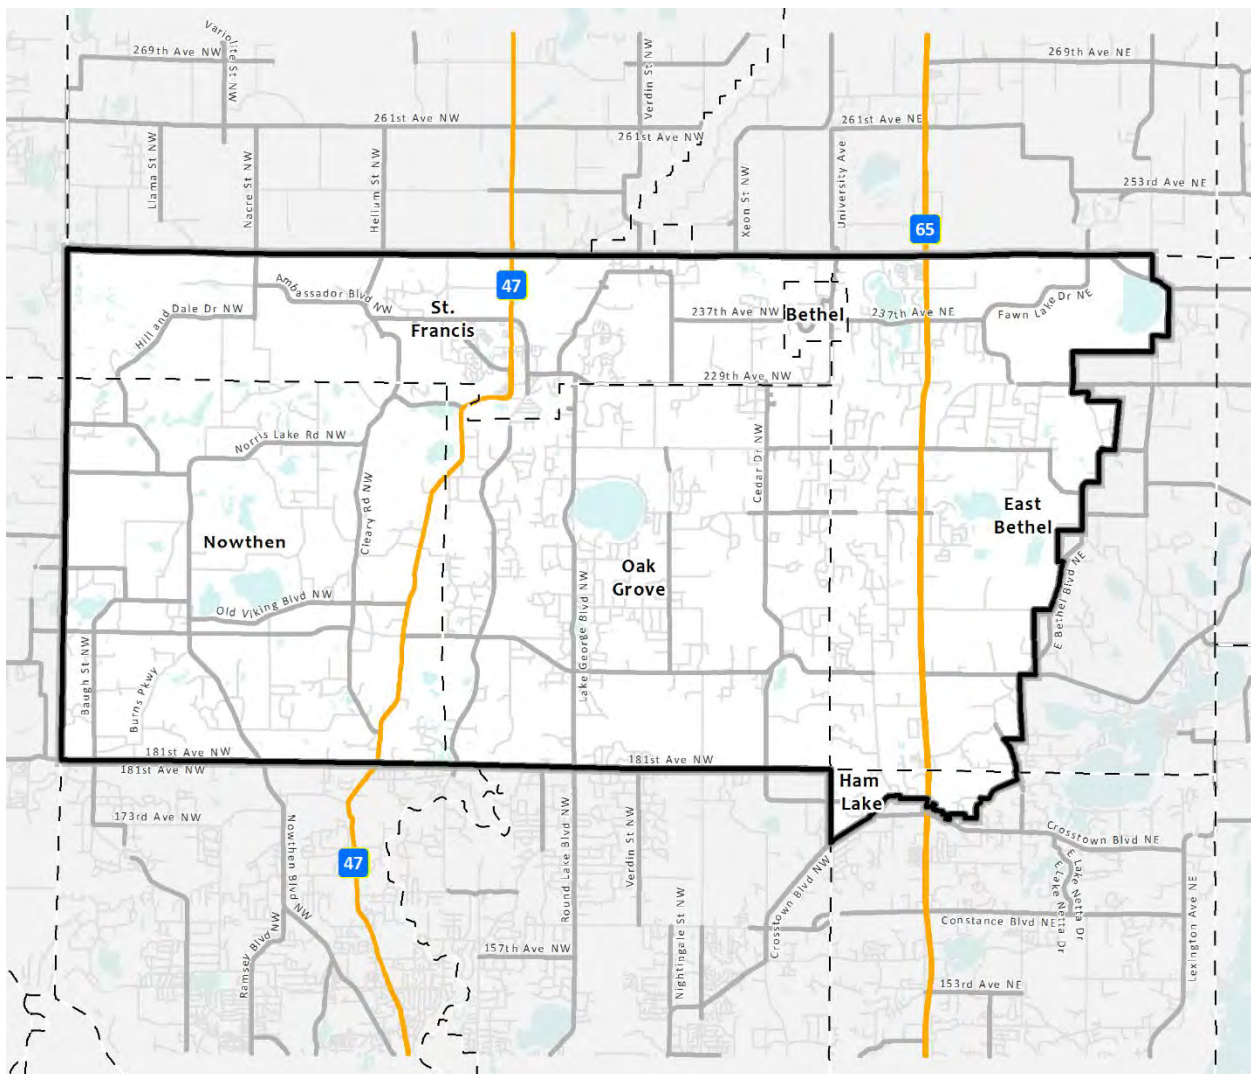 Variolite St NW
269th Ave NW
Verdin St NW
269th Ave NE
261st Ave NW
261st Ave NW
261st Ave NE
Llama St NW
Nacre St NW
Helium St NW
Xeon St NW
University Ave
253rd Ave NE
65
47
Ambassador Blvd NW
Hill and Dale Dr NW
St.
Francis
237th Ave NW
Bethel
237th Ave NE
Fawn Lake Dr NE
229th Ave NW
Norris Lake Rd NW
Cleary Rd NW
Cedar Dr NW
East
Bethel
Nowthen
Oak
Grove
Old Viking Blvd NW
Lake George Blvd NW
E Bethel Blvd NE
Baugh St NW
Burns Pkwy
181st Ave NW
181st Ave NW
181st Ave NW
Ham
Lake
173rd Ave NW
Nowthen Blvd NW
47
Round Lake Blvd NW
Verdin St NW
Crosstown Blvd NW
Crosstown Blvd NE
E Lake Netta Dr
E Lake Netta Dr
Lexington Ave NE
Constance Blvd NE
Ramsey Blvd NW
157th Ave NW
Nightingale St NW
153rd Ave NE